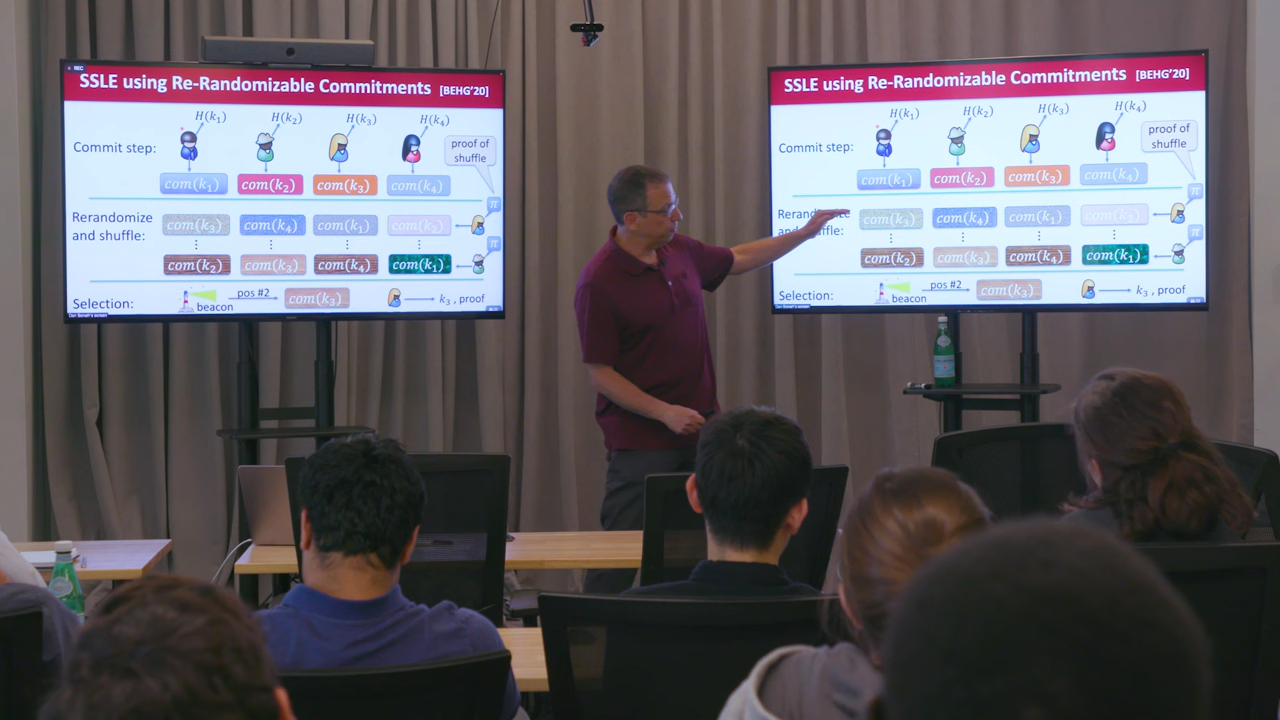 REC
SSLE using Re-Randomizable Commitments [BEHG'20]
H(k₁) H(k₂) H(k₃) H(k₄)
Commit step:
proof of
shuffle
com(k₁) com(k₂) com(k₃) com(k₄)
π
Rerandomize
and shuffle:
com(k₃) com(k₄) com(k₁) com(k₂)
π
com(k₂) com(k₃) com(k₄) com(k₁)
Selection:
beacon
pos #2
com(k₃)
k₃ , proof
SSLE using Re-Randomizable Commitments [BEHG'20]
H(k₁) H(k₂) H(k₃) H(k₄)
Commit step:
proof of
shuffle
com(k₁) com(k₂) com(k₃) com(k₄)
π
com(k₃) com(k₄) com(k₁) com(k₂)
π
com(k₂) com(k₃) com(k₄) com(k₁)
Selection:
beacon
pos #2
com(k₃)
k₃ , proof